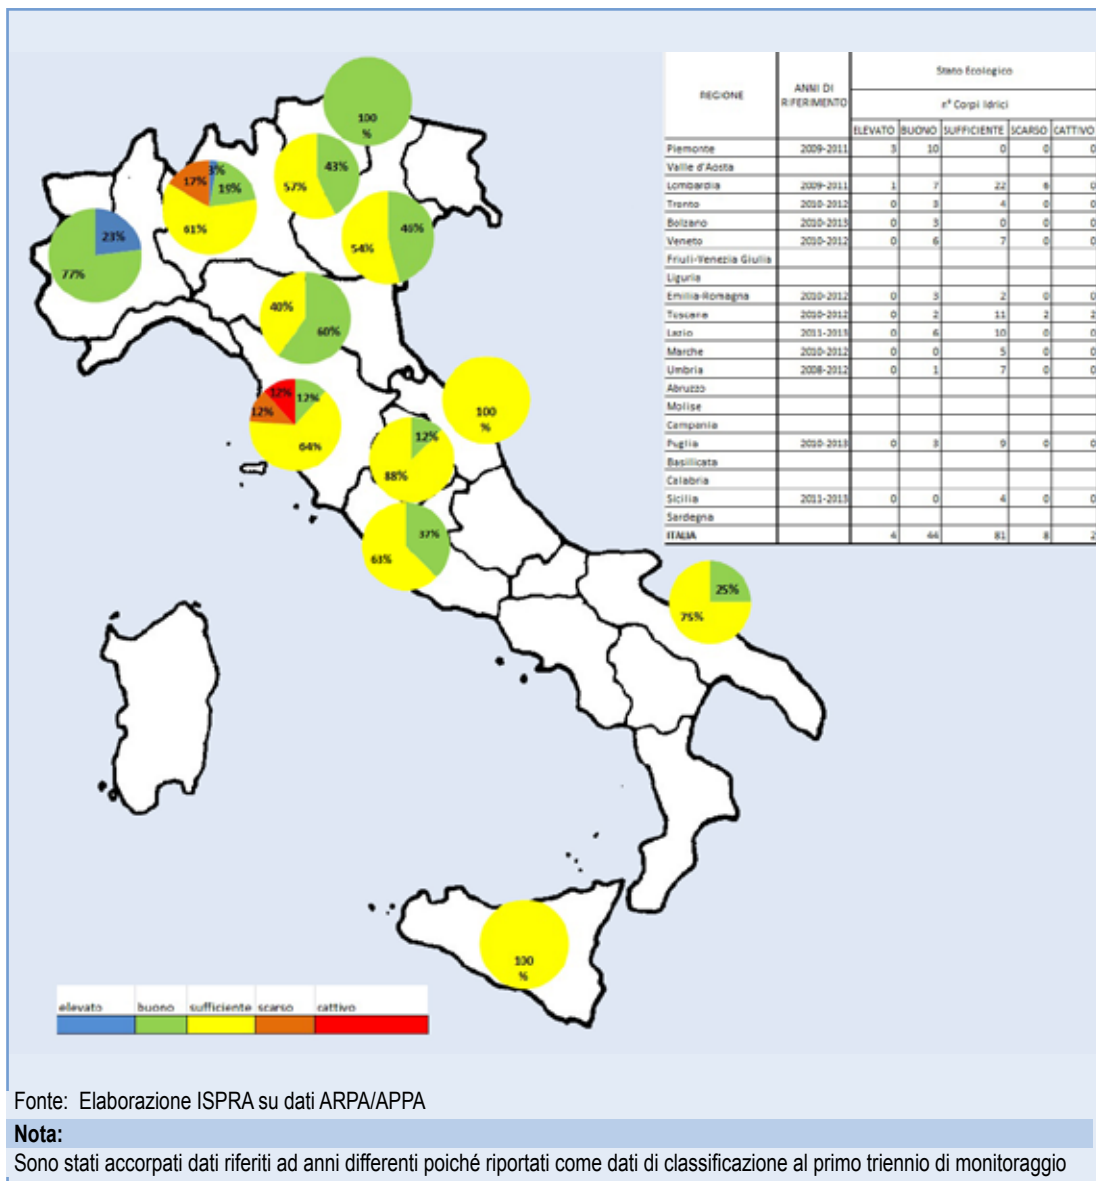 Stato Ecologico
REGIONE ANNI DI RIFERIMENTO n° Corpi Idrici
ELEVATO BUONO SUFFICIENTE SCARSO CATTIVO
Piemonte 2009-2011 3 10 0 0 0
Valle d'Aosta
Lombardia 2009-2011 1 7 22 6 0
Trento 2010-2012 0 3 4 0 0
Bolzano 2010-2013 0 3 0 0 0
Veneto 2010-2012 0 6 7 0 0
Friuli-Venezia Giulia
Liguria
Emilia-Romagna 2010-2012 0 3 2 0 0
Toscana 2010-2012 0 2 11 2 2
Lazio 2011-2013 0 6 10 0 0
Marche 2010-2012 0 0 5 0 0
Umbria 2008-2012 0 1 7 0 0
Abruzzo
Molise
Campania
Puglia 2010-2013 0 3 9 0 0
Basilicata
Calabria
Sicilia 2011-2013 0 0 4 0 0
Sardegna
ITALIA 4 44 81 8 2
100
%
43%
57%
3%
17%
19%
61%
46%
54%
23%
77%
40%
60%
12%
12%
12%
64%
100
%
12%
88%
37%
63%
25%
75%
100
%
elevato buono sufficiente scarso cattivo
Fonte: Elaborazione ISPRA su dati ARPA/APPA
Nota:
Sono stati accorpati dati riferiti ad anni differenti poiché riportati come dati di classificazione al primo triennio di monitoraggio